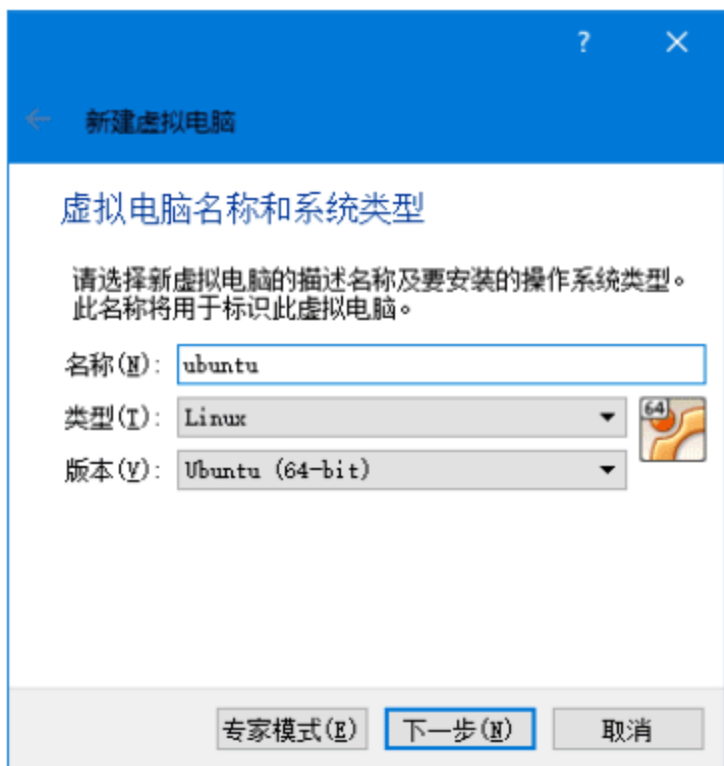 ?
新建虚拟电脑
虚拟电脑名称和系统类型
请选择新虚拟电脑的描述名称及要安装的操作系统类型。
此名称将用于标识此虚拟电脑。
名称(N): ubuntu
类型(T): Linux
64
版本(V): Ubuntu (64-bit)
专家模式(E) 下一步(N) 取消